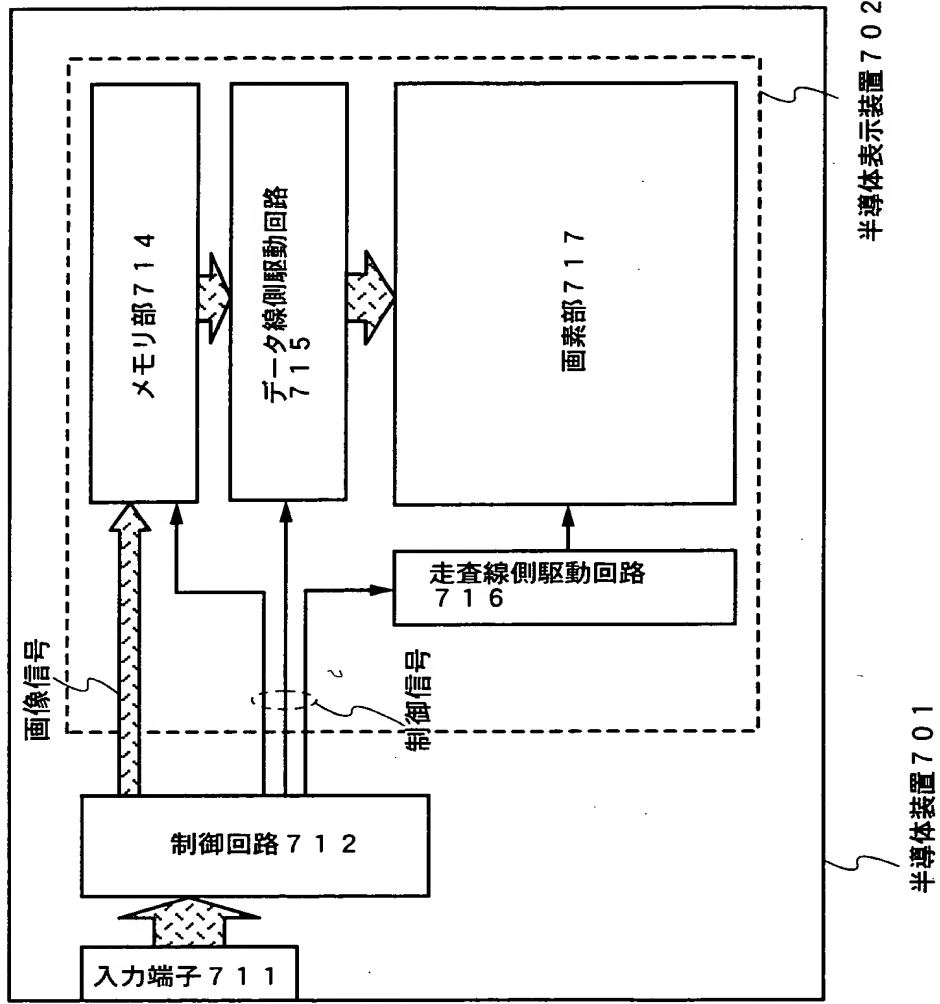 半導体装置７０１
半導体表示装置７０２
入力端子７１１
制御回路７１２
画像信号
制御信号
メモリ部714
データ線側駆動回路
７１５
走査線側駆動回路
７１６
画素部717